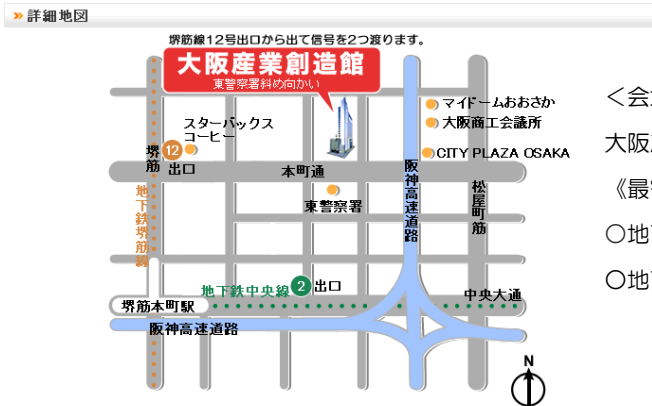 詳細地図
堺筋線12号出口から出て信号を2つ渡ります。
大阪産業創造館
東警察署斜め向かい
マイドームおおさか
大阪商工会議所
CITY PLAZA OSAKA
スターバックス
コーヒー
堺筋
12
出口
本町通
東警察署
阪神高速道路
松屋町筋
地下鉄堺筋線
地下鉄中央線
2
出口
中央大通
堺筋本町駅
阪神高速道路
N
＜会
大阪
《最
〇地
〇地